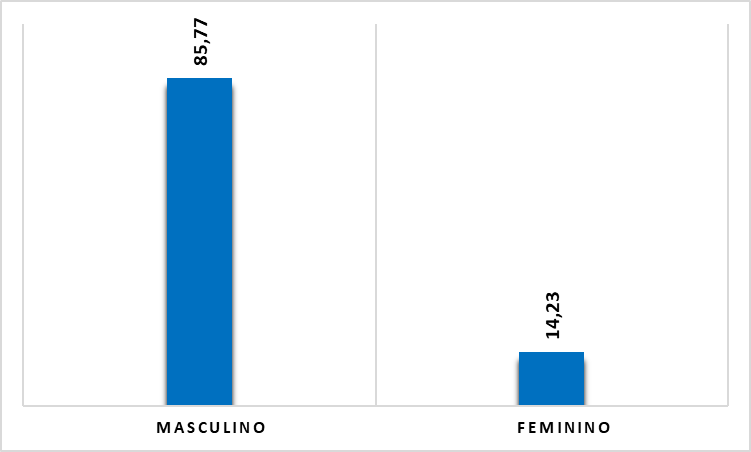 85,77
14,23
MASCULINO
FEMININO